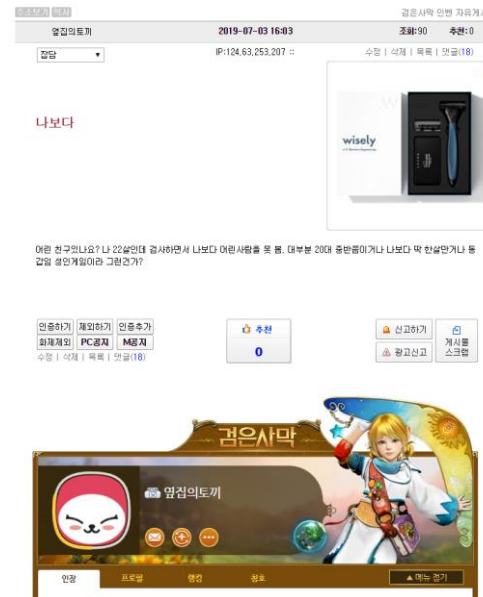 주소보기 복사
검은사막 인벤 자유게시
옆집의토끼 2019-07-03 16:03 조회:90 추천:0
잡담 ▼ IP:124,63,253,207 :: 수정 | 삭제 | 목록 | 댓글(18)
나보다
wisely
어린 친구있나요? 나 22살인데 검사하면서 나보다 어린사람들 못 봄. 대부분 20대 중반쯤이거나 나보다 딱 한살만거나 동
갑임 성인게임이라 그런건가?
인증하기 제외하기 인증추가
화제제외 PC공지 M공지
수정 | 삭제 | 목록 | 댓글(18)
추천
0
신고하기
광고신고
게시물
스크랩
검은사막
옆집의토끼
인장 프로필 랭킹 칭호 ▲ 메뉴 접기